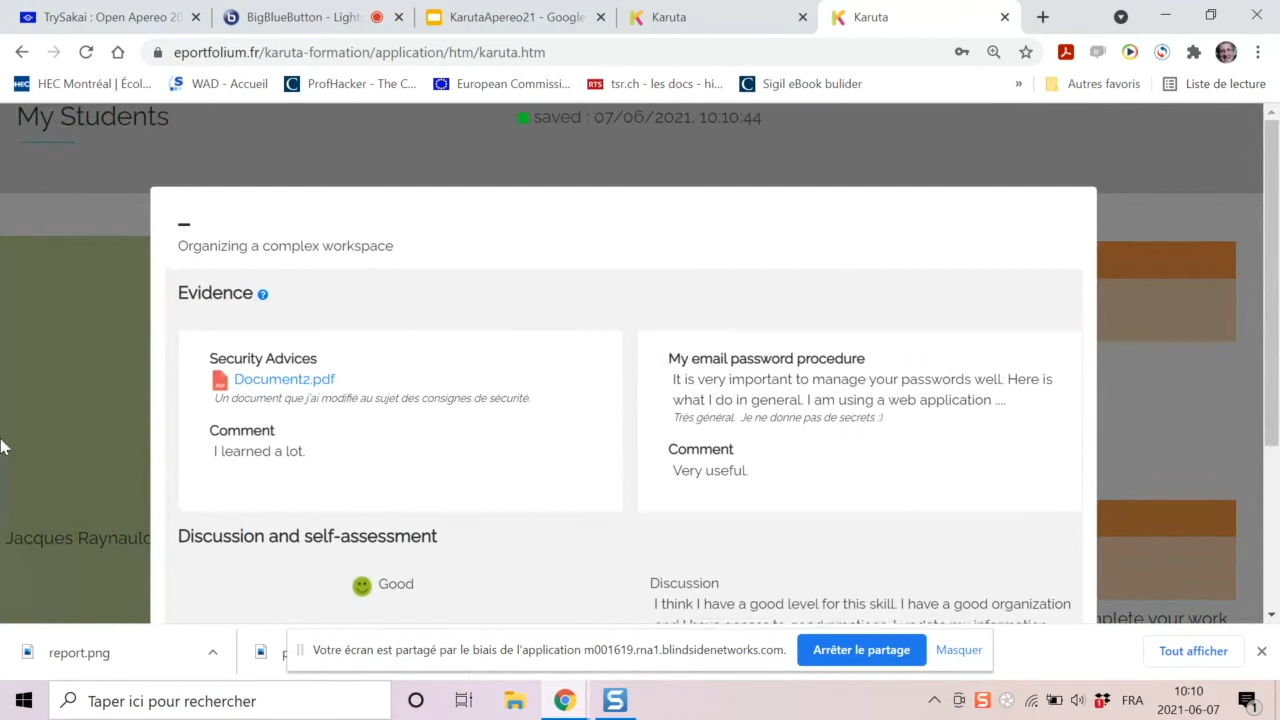 TrySakai : Open Apereo 20
BigBlueButton - Light
KarutaApereo21 - Google
Karuta
Karuta
eportfolium.fr/karuta-formation/application/htm/karuta.htm
HEC Montréal | Écol...
WAD - Accueil
ProfHacker - The C...
European Commissi...
tsr.ch - les docs - hi...
Sigil eBook bulider
»
Autres favoris
Liste de lecture
My Students
saved : 07/06/2021, 10:10:44
Organizing a complex workspace
Evidence
Security Advices
Document2.pdf
Un document que j'ai modifié au sujet des consignes de sécurité.
Comment
I learned a lot.
My email password procedure
It is very important to manage your passwords well. Here is
what I do in general. I am using a web application ....
Très général. Je ne donne pas de secrets :).
Comment
Very useful.
Jacques Raynauld
Discussion and self-assessment
Good
Discussion
I think I have a good level for this skill. I have a good organization
mplete your work
report.png
Votre écran est partagé par le biais de l'application m001619.rna1.blindsidenetworks.com.
Arrêter le partage
Masquer
Tout afficher
Taper ici pour rechercher
FRA
10:10
2021-06-07